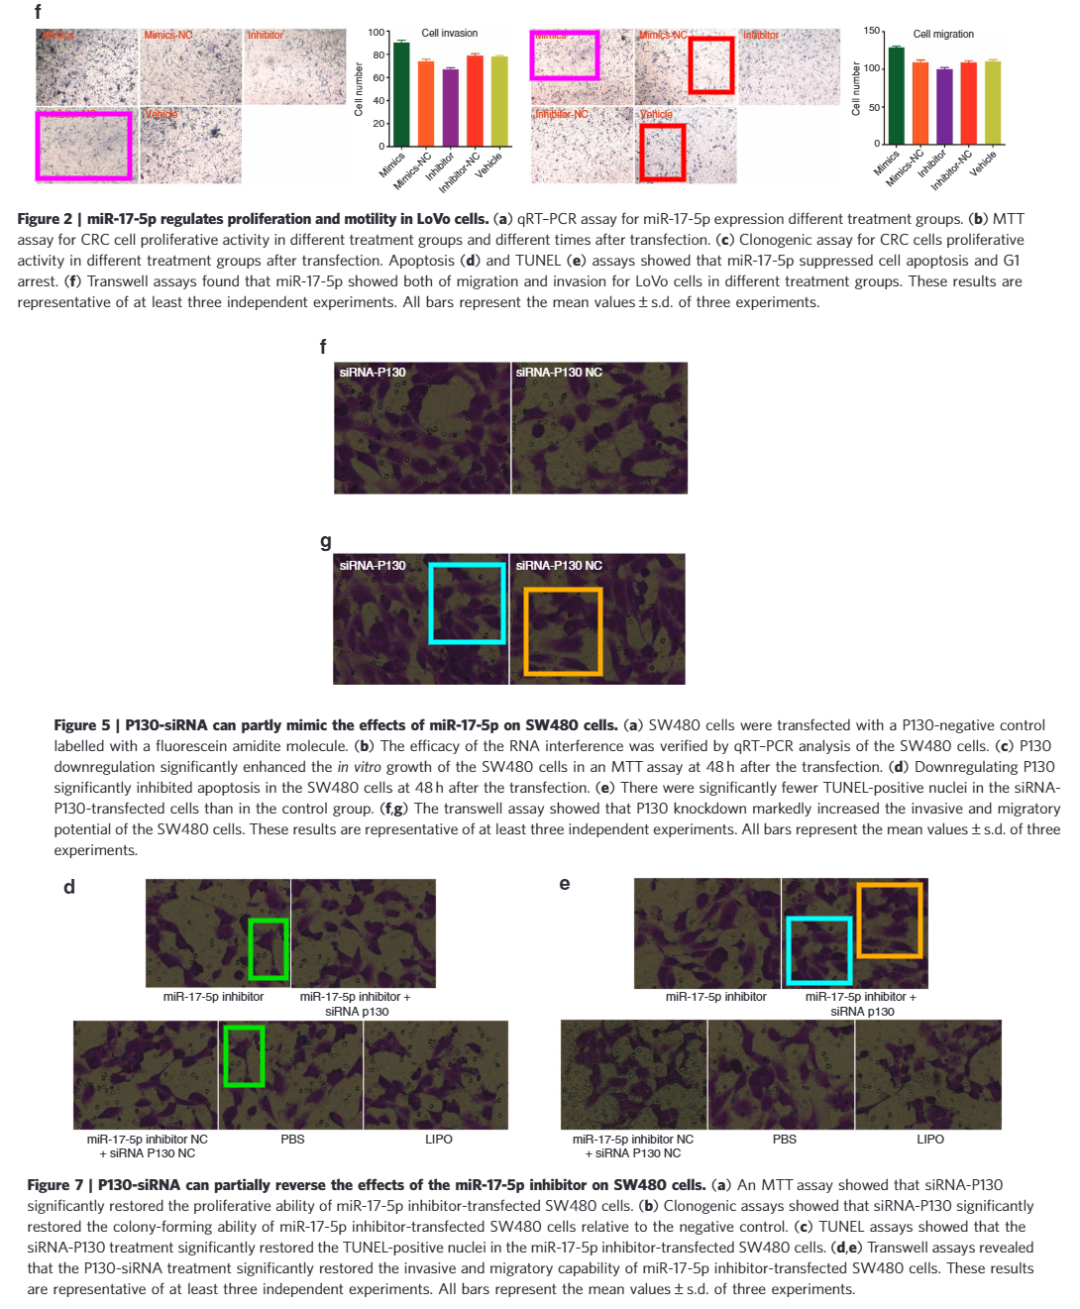 f
Mimics
Mimics-NC
Inhibitor
Inhibitor-NC
Vehicle
Cell invasion
Cell number
100
80
60
40
20
0
Mimics
Mimics-NC
Inhibitor
Inhibitor-NC
Vehicle
Mimics
Mimics-NC
Inhibitor
Inhibitor-NC
Vehicle
Cell migration
Cell number
150
100
50
0
Mimics
Mimics-NC
Inhibitor
Inhibitor-NC
Vehicle
Figure 2 | miR-17-5p regulates proliferation and motility in LoVo cells. (a) qRT–PCR assay for miR-17-5p expression different treatment groups. (b) MTT
assay for CRC cell proliferative activity in different treatment groups and different times after transfection. (c) Clonogenic assay for CRC cells proliferative
activity in different treatment groups after transfection. Apoptosis (d) and TUNEL (e) assays showed that miR-17-5p suppressed cell apoptosis and G1
arrest. (f) Transwell assays found that miR-17-5p showed both of migration and invasion for LoVo cells in different treatment groups. These results are
representative of at least three independent experiments. All bars represent the mean values ± s.d. of three experiments.
f
siRNA-P130
siRNA-P130 NC
g
siRNA-P130
siRNA-P130 NC
Figure 5 | P130-siRNA can partly mimic the effects of miR-17-5p on SW480 cells. (a) SW480 cells were transfected with a P130-negative control
labelled with a fluorescein amidite molecule. (b) The efficacy of the RNA interference was verified by qRT–PCR analysis of the SW480 cells. (c) P130
downregulation significantly enhanced the in vitro growth of the SW480 cells in an MTT assay at 48 h after the transfection. (d) Downregulating P130
significantly inhibited apoptosis in the SW480 cells at 48 h after the transfection. (e) There were significantly fewer TUNEL-positive nuclei in the siRNA-
P130-transfected cells than in the control group. (f,g) The transwell assay showed that P130 knockdown markedly increased the invasive and migratory
potential of the SW480 cells. These results are representative of at least three independent experiments. All bars represent the mean values ± s.d. of three
experiments.
d
miR-17-5p inhibitor
miR-17-5p inhibitor +
siRNA p130
miR-17-5p inhibitor NC
+ siRNA P130 NC
PBS
LIPO
e
miR-17-5p inhibitor
miR-17-5p inhibitor +
siRNA p130
miR-17-5p inhibitor NC
+ siRNA P130 NC
PBS
LIPO
Figure 7 | P130-siRNA can partially reverse the effects of the miR-17-5p inhibitor on SW480 cells. (a) An MTT assay showed that siRNA-P130
significantly restored the proliferative ability of miR-17-5p inhibitor-transfected SW480 cells. (b) Clonogenic assays showed that siRNA-P130 significantly
restored the colony-forming ability of miR-17-5p inhibitor-transfected SW480 cells relative to the negative control. (c) TUNEL assays showed that the
siRNA-P130 treatment significantly restored the TUNEL-positive nuclei in the miR-17-5p inhibitor-transfected SW480 cells. (d,e) Transwell assays revealed
that the P130-siRNA treatment significantly restored the invasive and migratory capability of miR-17-5p inhibitor-transfected SW480 cells. These results
are representative of at least three independent experiments. All bars represent the mean values ± s.d. of three experiments.